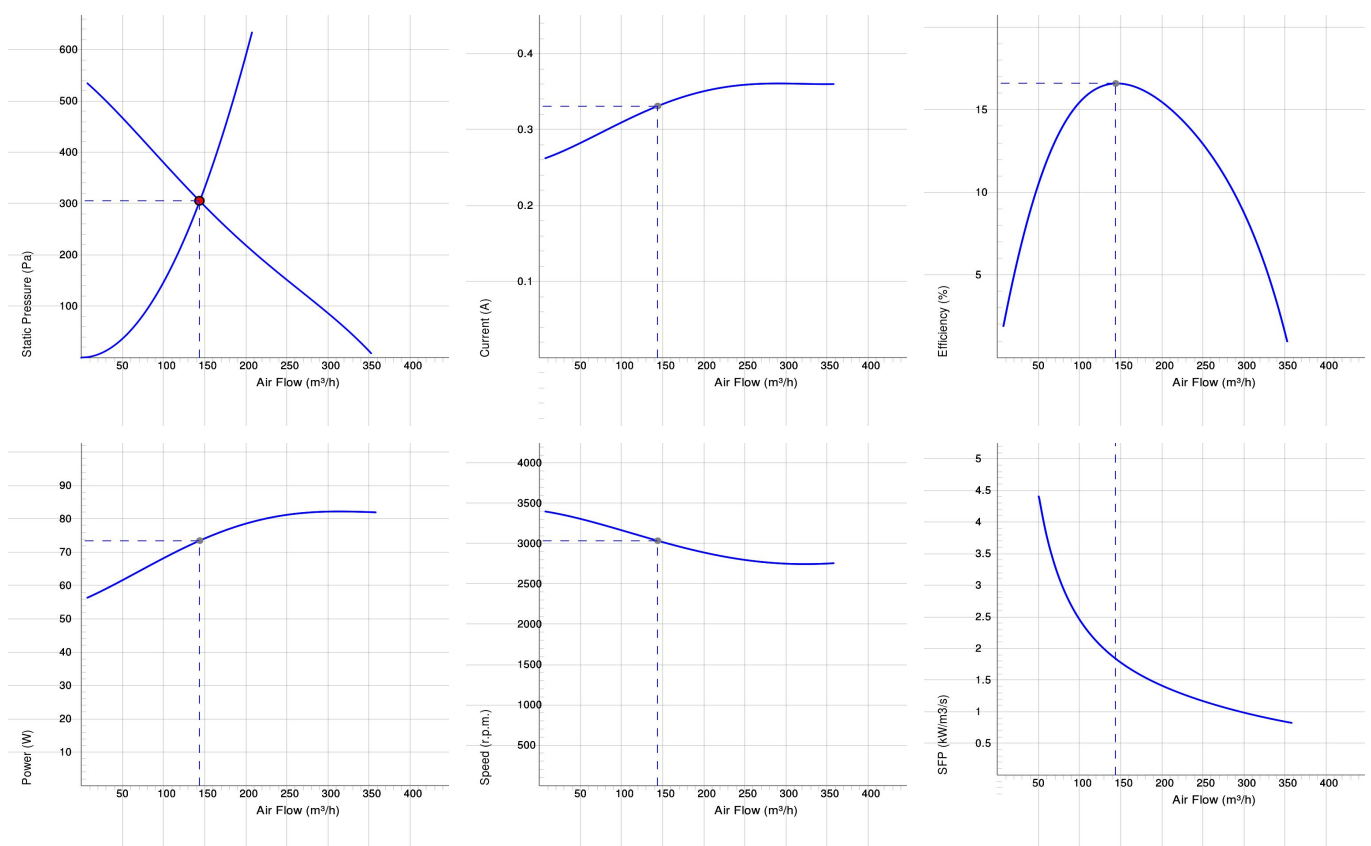 600
500
400
300
200
100
Static Pressure (Pa)
50 100 150 200 250 300 350 400
Air Flow (m³/h)
0.4
0.3
0.2
0.1
Current (A)
50 100 150 200 250 300 350 400
Air Flow (m³/h)
15
10
5
Efficiency (%)
50 100 150 200 250 300 350 400
Air Flow (m³/h)
90
80
70
60
50
40
30
20
10
Power (W)
50 100 150 200 250 300 350 400
Air Flow (m³/h)
4000
3500
3000
2500
2000
1500
1000
500
Speed (r.p.m.)
50 100 150 200 250 300 350 400
Air Flow (m³/h)
5
4.5
4
3.5
3
2.5
2
1.5
1
0.5
SFP (kW/m3/s)
50 100 150 200 250 300 350 400
Air Flow (m³/h)